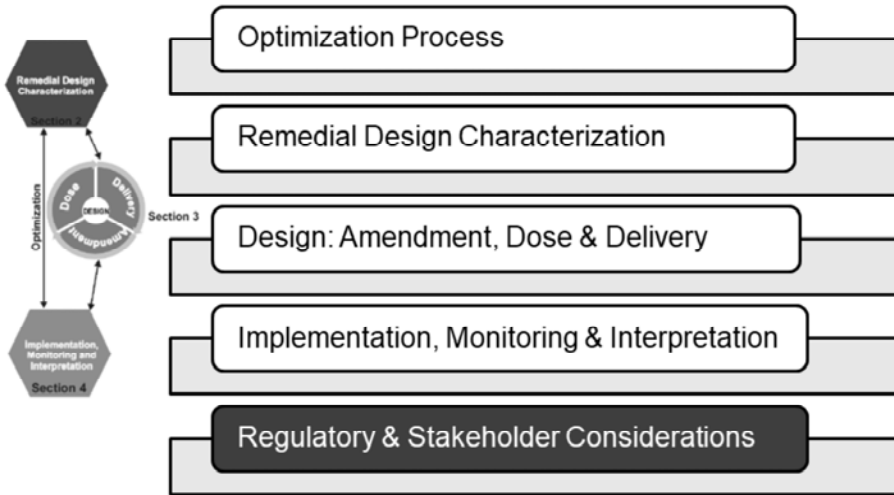 Remedial Design
Characterization
Section 2
Optimization
Dose
Delivery
DESIGN
Amendment
Section 3
Implementation,
Monitoring and
Interpretation
Section 4
Optimization Process
Remedial Design Characterization
Design: Amendment, Dose & Delivery
Implementation, Monitoring & Interpretation
Regulatory & Stakeholder Considerations